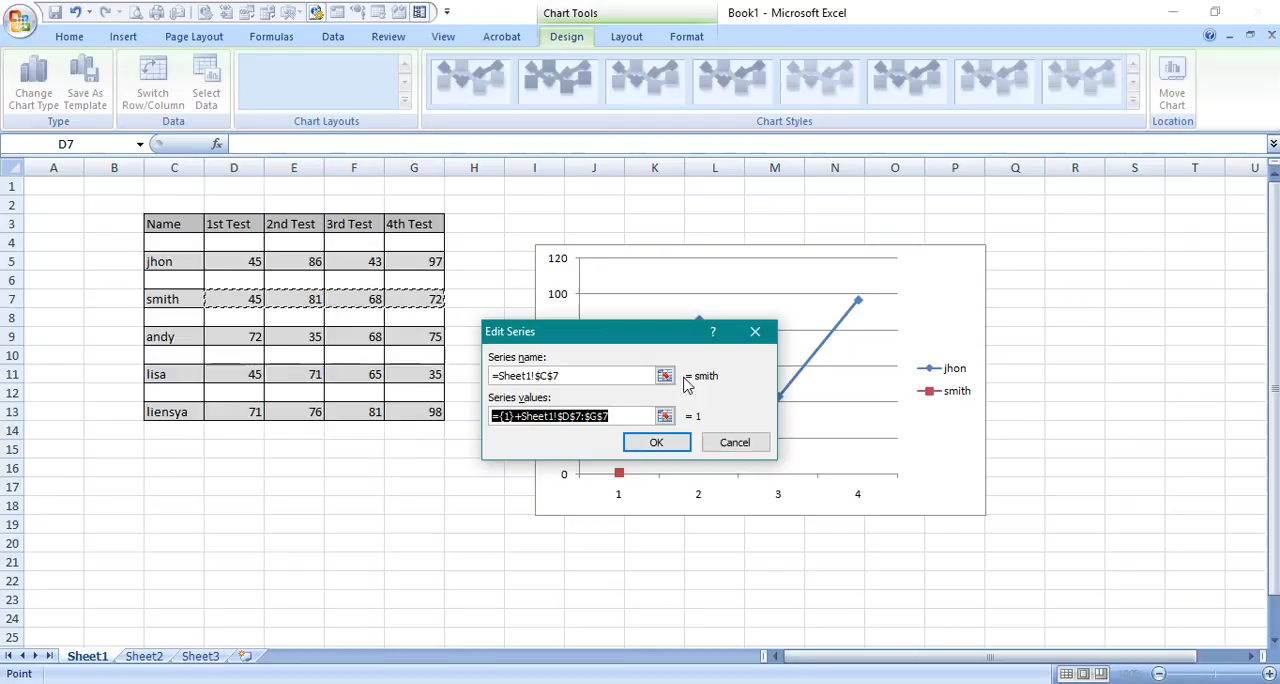 Chart Tools
Book1 - Microsoft Excel
Home Insert Page Layout Formulas Data Review View Acrobat Design Layout Format
Change Chart Type
Save As Template
Switch Row/Column
Select Data
Move Chart
Type Data Chart Layouts Chart Styles Location
D7 fx
A B C D E F G H I J K L M N O P Q R S T U
1
2
3 Name 1st Test 2nd Test 3rd Test 4th Test
4
5 jhon 45 86 43 97
6
7 smith 45 81 68 72
8
9 andy 72 35 68 75
10
11 lisa 45 71 65 35
12
13 liensya 71 76 81 98
14
15
16
17
18
19
20
21
22
23
24
25
120
100
0
1 2 3 4
jhon
smith
Edit Series ?
Series name:
=Sheet1!$C$7 = smith
Series values:
={1}+Sheet1!$D$7:$G$7 = 1
OK Cancel
Sheet1 Sheet2 Sheet3
Point 100%